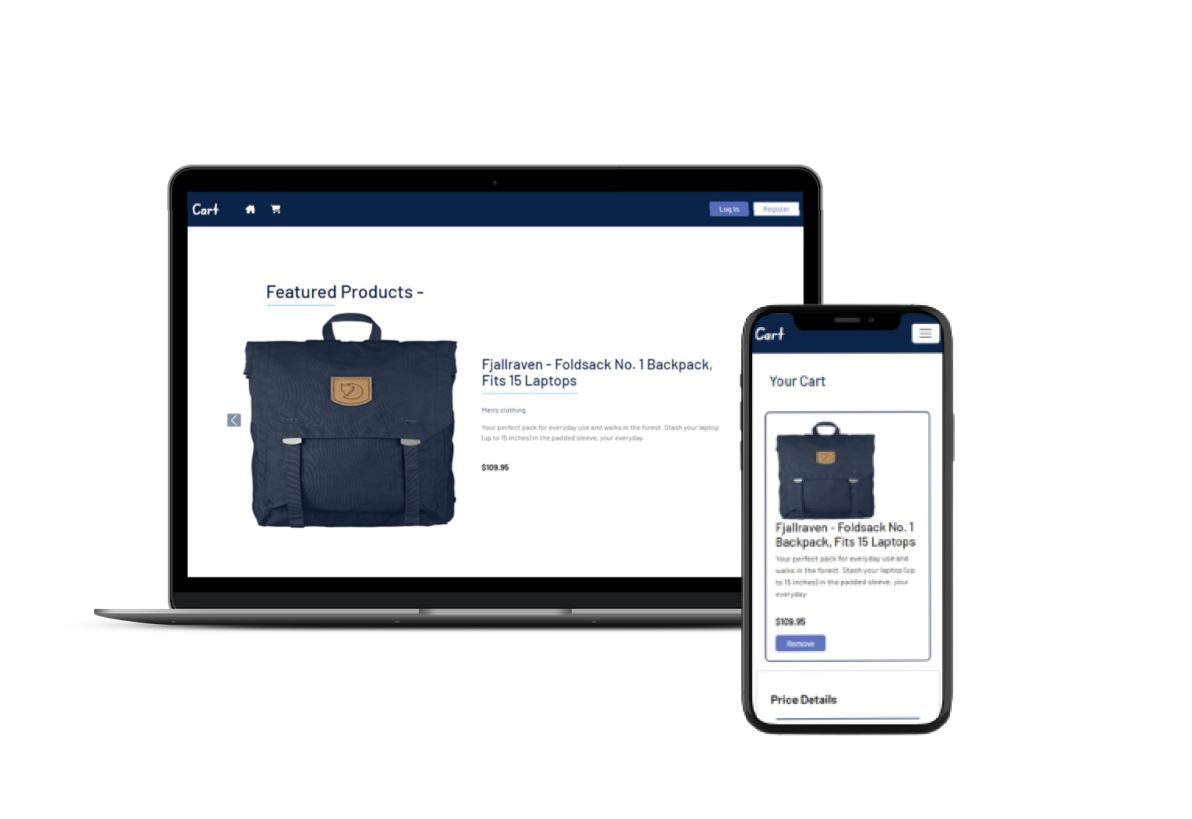 Cart
Log In
Register
Featured Products -
Fjallraven - Foldsack No. 1 Backpack,
Fits 15 Laptops
Men's clothing
Your perfect pack for everyday use and walks in the forest. Stash your laptop
(up to 15 inches) in the padded sleeve, your everyday
$109.95
Cart
Your Cart
Fjallraven - Foldsack No. 1
Backpack, Fits 15 Laptops
Your perfect pack for everyday use and
walks in the forest. Stash your laptop (up
to 15 inches) in the padded sleeve, your
everyday
$109.95
Remove
Price Details